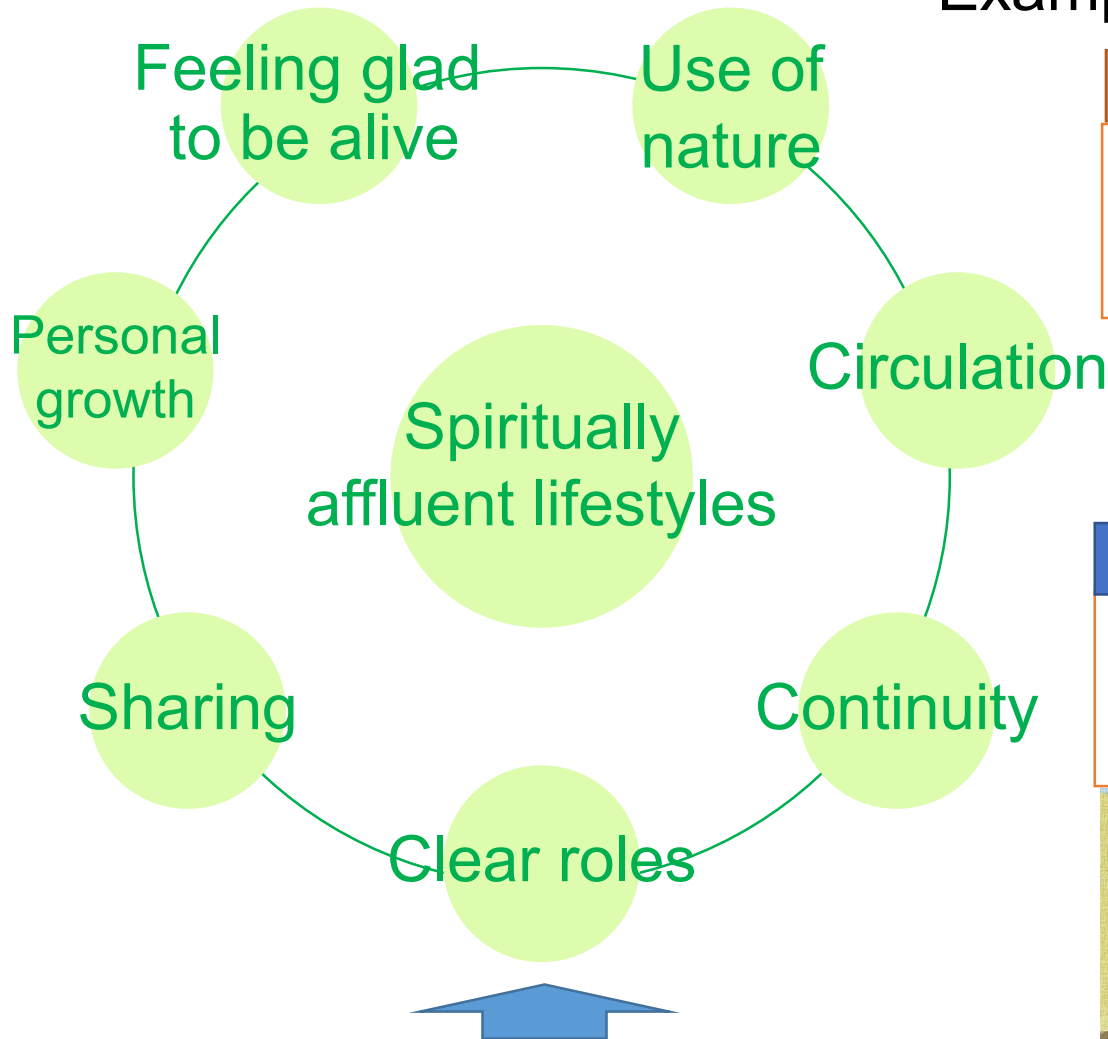 Feeling glad
to be alive
Use of
nature
Personal
growth
Circulation
Spiritually
affluent lifestyles
Sharing
Continuity
Clear roles